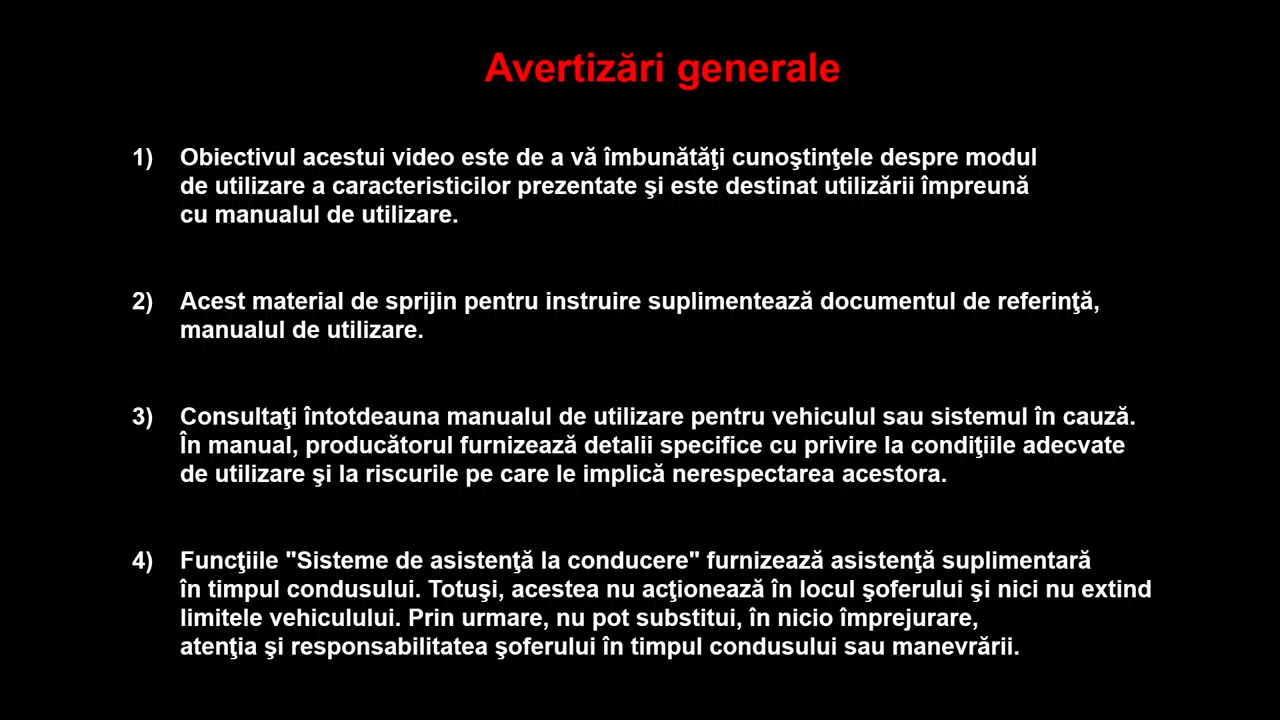 Avertizări generale
1) Obiectivul acestui video este de a vă îmbunătăţi cunoştinţele despre modul
de utilizare a caracteristicilor prezentate şi este destinat utilizării împreună
cu manualul de utilizare.
2) Acest material de sprijin pentru instruire suplimentează documentul de referinţă,
manualul de utilizare.
3) Consultaţi întotdeauna manualul de utilizare pentru vehiculul sau sistemul în cauză.
În manual, producătorul furnizează detalii specifice cu privire la condiţiile adecvate
de utilizare şi la riscurile pe care le implică nerespectarea acestora.
4) Funcţiile "Sisteme de asistenţă la conducere" furnizează asistenţă suplimentară
în timpul condusului. Totuşi, acestea nu acţionează în locul şoferului şi nici nu extind
limitele vehiculului. Prin urmare, nu pot substitui, în nicio împrejurare,
atenţia şi responsabilitatea şoferului în timpul condusului sau manevrării.